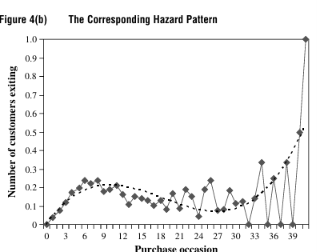 Figure 4(b) The Corresponding Hazard Pattern
Number of customers exiting
1.0
0.9
0.8
0.7
0.6
0.5
0.4
0.3
0.2
0.1
0
0 3 6 9 12 15 18 21 24 27 30 33 36 39
Purchase occasion